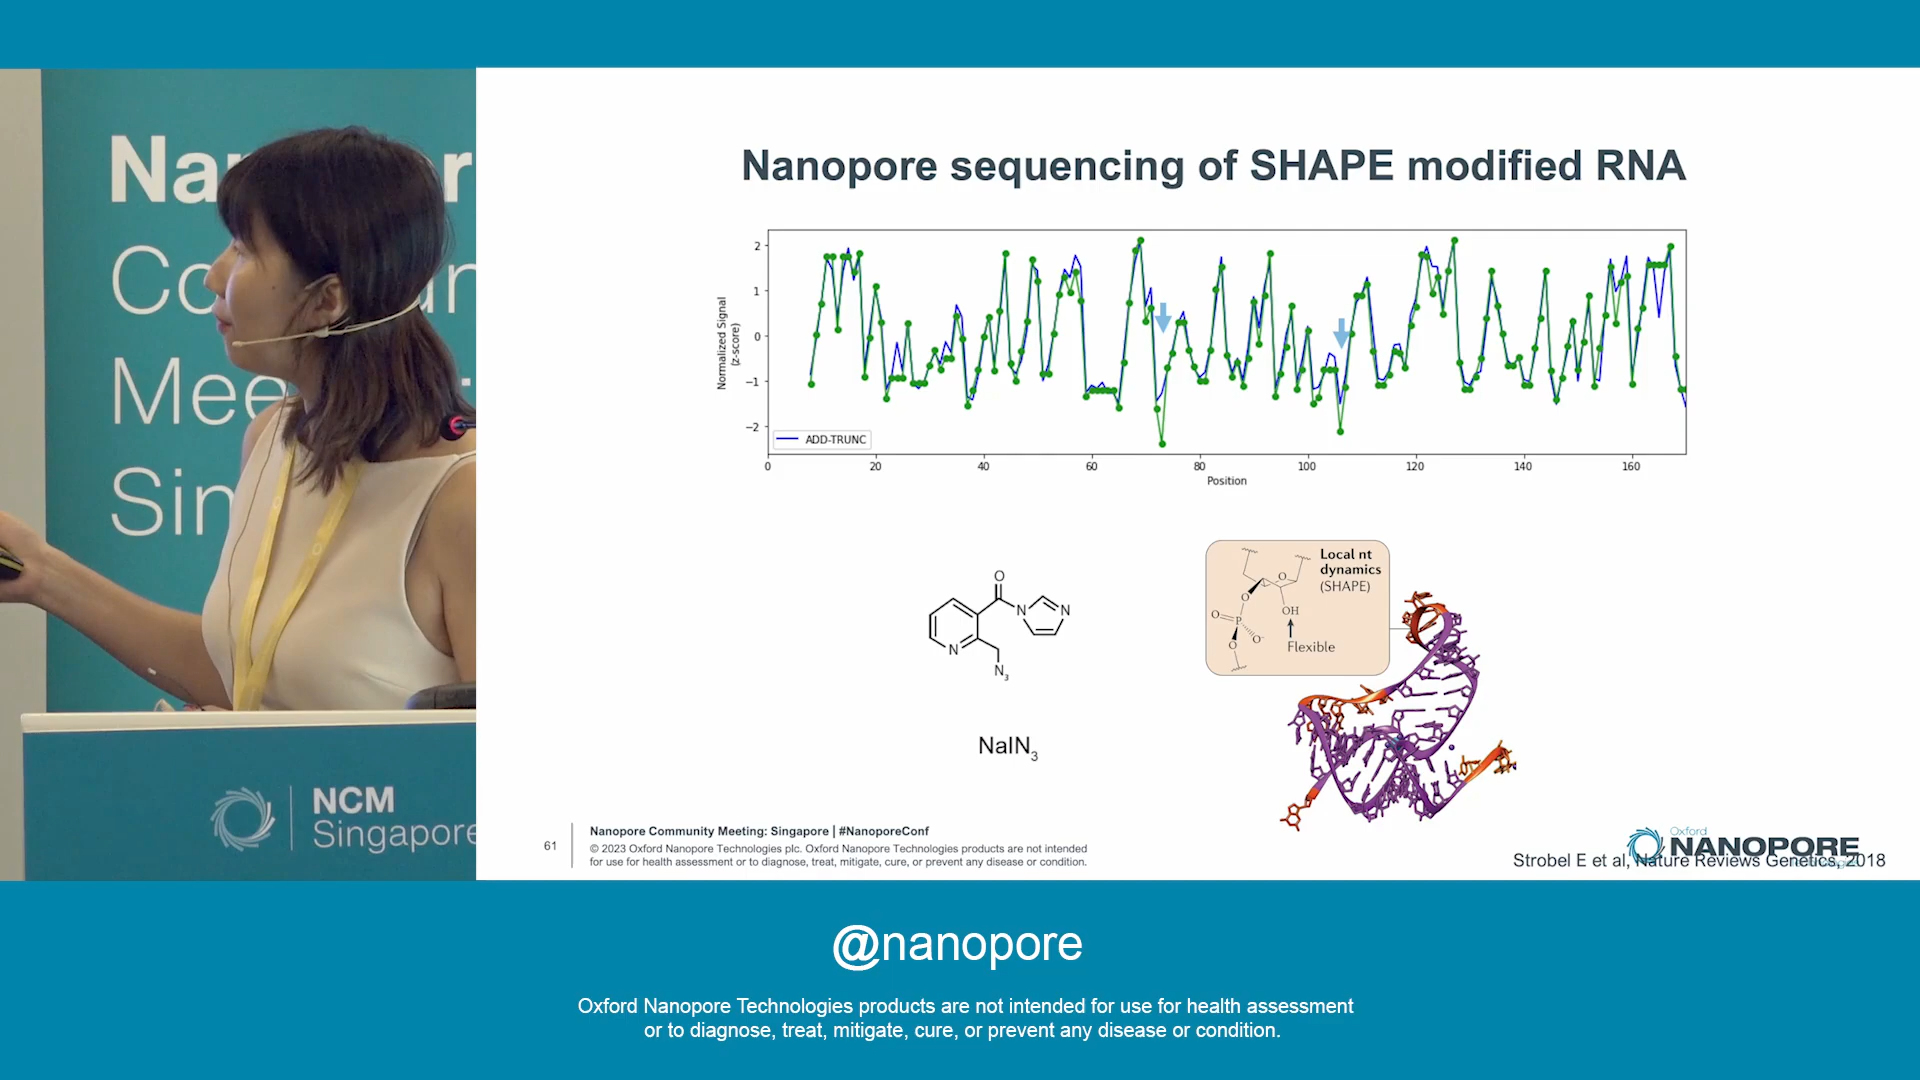 Nanopore sequencing of SHAPE modified RNA
Normalized Signal
(z-score)
2
1
0
−1
−2
ADD-TRUNC
0
20
40
60
80
100
120
140
160
Position
O
N
N
N
N3
NaIN3
Local nt
dynamics
(SHAPE)
O
O
OH
O=P
O-
O
Flexible
61
Nanopore Community Meeting: Singapore | #NanoporeConf
© 2023 Oxford Nanopore Technologies plc. Oxford Nanopore Technologies products are not intended
for use for health assessment or to diagnose, treat, mitigate, cure, or prevent any disease or condition.
Oxford
NANOPORE
Strobel E et al, Nature Reviews Genetics, 2018
NCM
Singapore
@nanopore
Oxford Nanopore Technologies products are not intended for use for health assessment
or to diagnose, treat, mitigate, cure, or prevent any disease or condition.